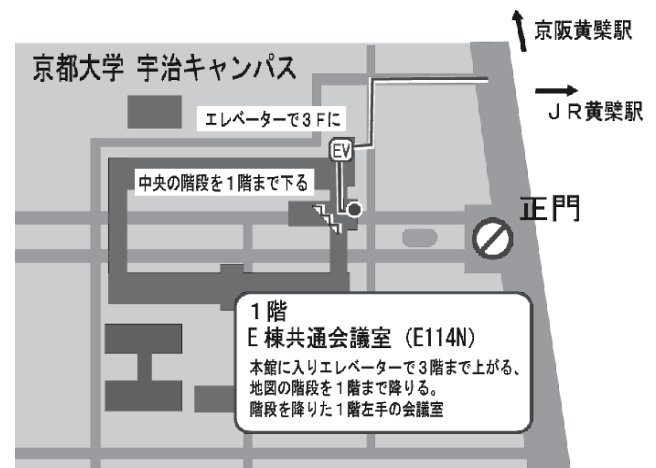 京阪黄檗駅
京都大学 宇治キャンパス
ＪＲ黄檗駅
エレベーターで３Ｆに
EV
中央の階段を１階まで下る
正門
１階
Ｅ棟共通会議室（E114N）
本館に入りエレベーターで３階まで上がる、
地図の階段を１階まで降りる。
階段を降りた１階左手の会議室